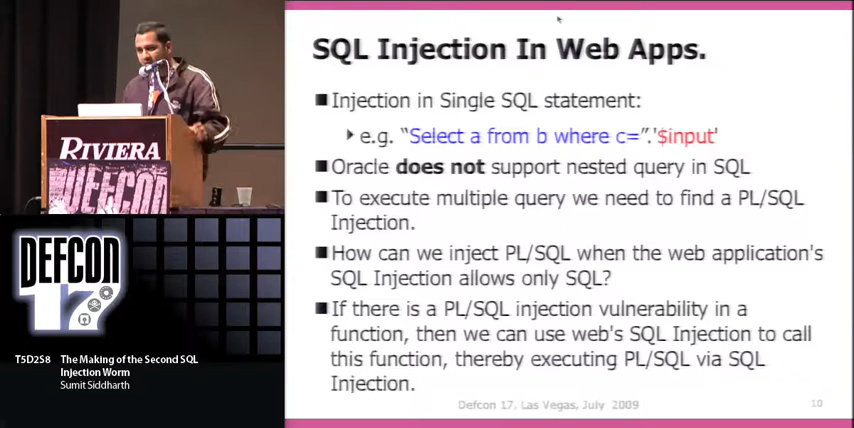 SQL Injection In Web Apps.
Injection in Single SQL statement:
e.g. “Select a from b where c=”.'$input'
Oracle does not support nested query in SQL
To execute multiple query we need to find a PL/SQL
Injection.
How can we inject PL/SQL when the web application's
SQL Injection allows only SQL?
If there is a PL/SQL injection vulnerability in a
function, then we can use web's SQL Injection to call
this function, thereby executing PL/SQL via SQL
Injection.
Defcon 17, Las Vegas, July 2009
10
RIVIERA
DEFCON
DEFCON
17
T5D2S8 The Making of the Second SQL
Injection Worm
Sumit Siddharth